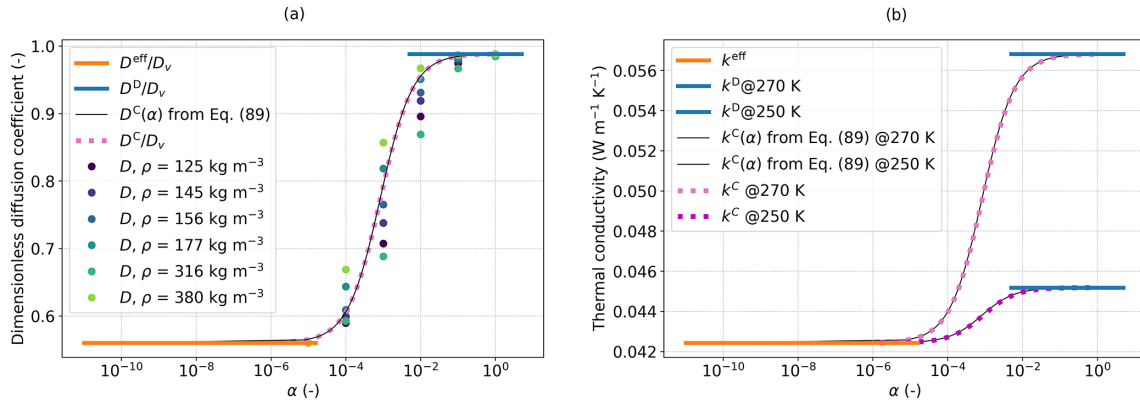 (a)
Dimensionless diffusion coefficient (-)
1.0
0.9
0.8
0.7
0.6
D^eff/D_v
D^D/D_v
D^C(α) from Eq. (89)
D^C/D_v
D, ρ = 125 kg m⁻³
D, ρ = 145 kg m⁻³
D, ρ = 156 kg m⁻³
D, ρ = 177 kg m⁻³
D, ρ = 316 kg m⁻³
D, ρ = 380 kg m⁻³
10⁻¹⁰ 10⁻⁸ 10⁻⁶ 10⁻⁴ 10⁻² 10⁰
α (-)
(b)
Thermal conductivity (W m⁻¹ K⁻¹)
0.056
0.054
0.052
0.050
0.048
0.046
0.044
0.042
k^eff
k^D@270 K
k^D@250 K
k^C(α) from Eq. (89) @270 K
k^C(α) from Eq. (89) @250 K
k^C @270 K
k^C @250 K
10⁻¹⁰ 10⁻⁸ 10⁻⁶ 10⁻⁴ 10⁻² 10⁰
α (-)